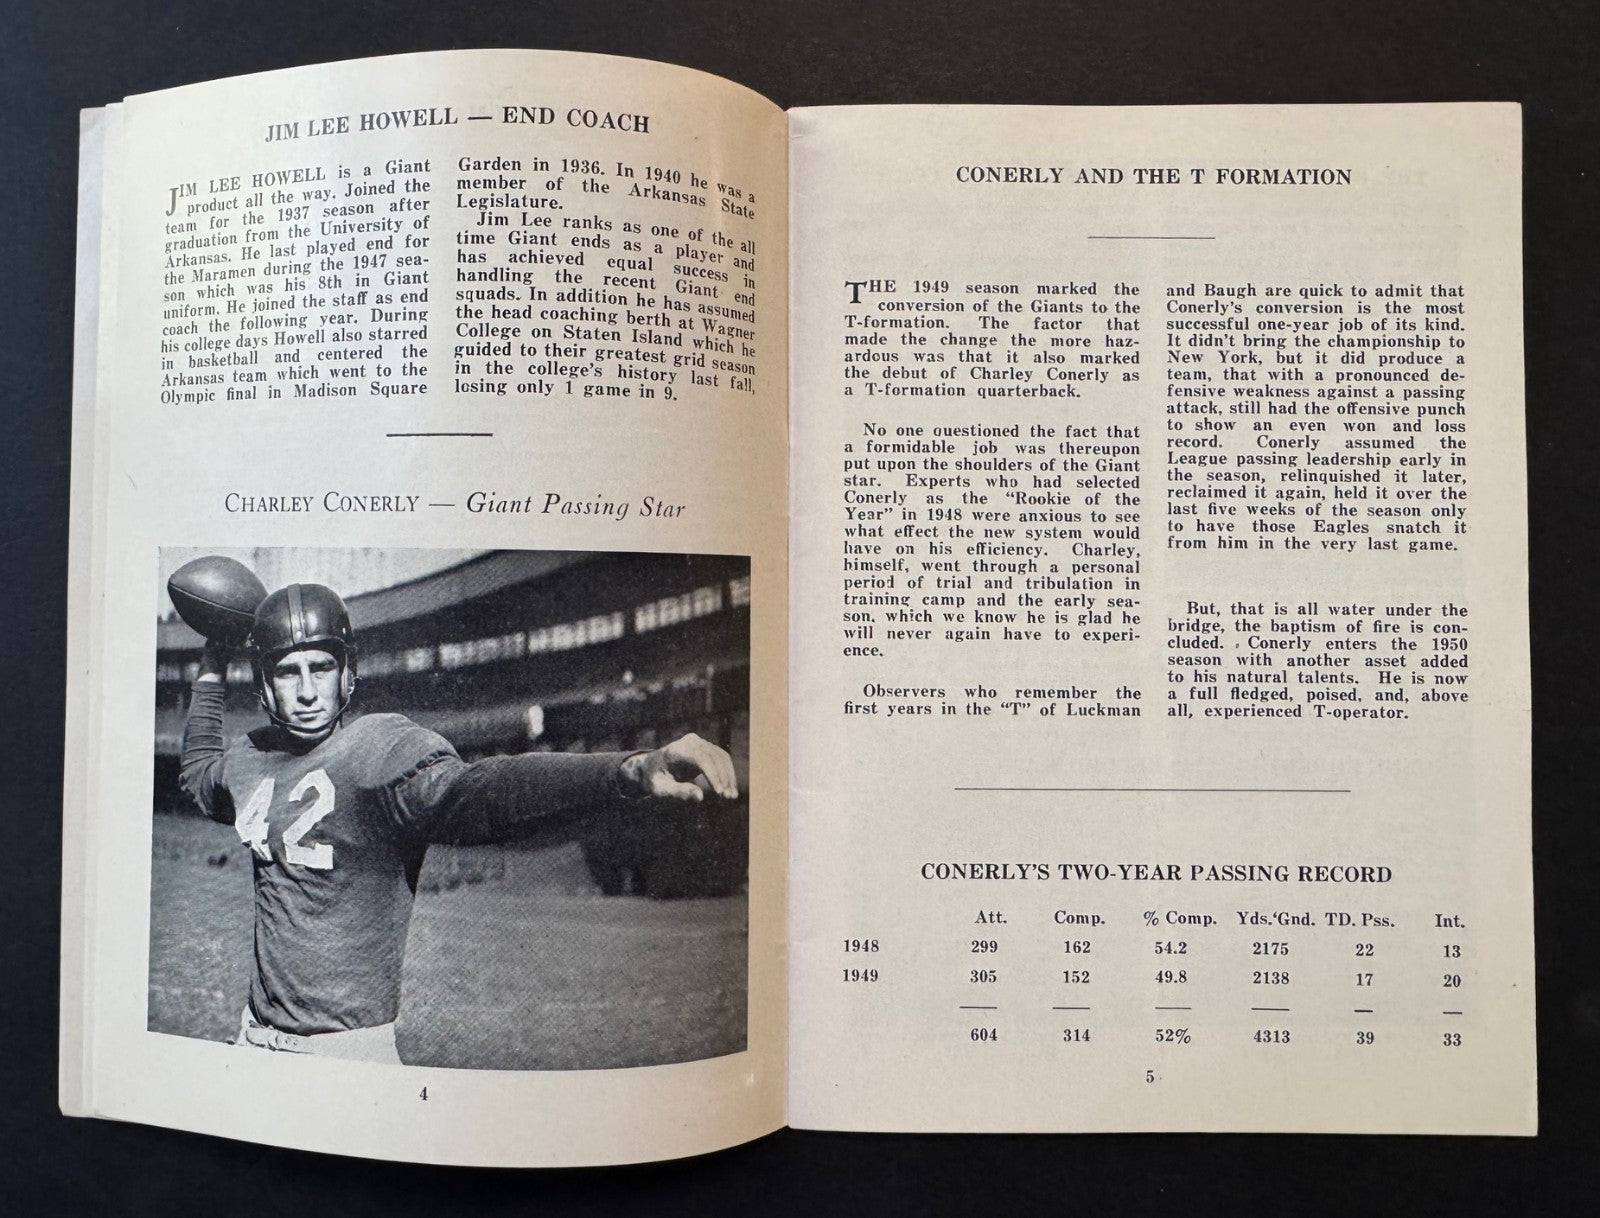 JIM LEE HOWELL — END COACH
JIM LEE HOWELL is a Giant
product all the way. Joined the
team for the 1937 season after
graduation from the University of
Arkansas. He last played end for
the Maramen during the 1947 sea-
son which was his 8th in Giant
uniform. He joined the staff as end
coach the following year. During
his college days Howell also starred
in basketball and centered the
Arkansas team which went to the
Olympic final in Madison Square
Garden in 1936. In 1940 he was a
member of the Arkansas State
Legislature.
Jim Lee ranks as one of the all
time Giant ends as a player and
has achieved equal success in
handling the recent Giant end
squads. In addition he has assumed
the head coaching berth at Wagner
College on Staten Island which he
guided to their greatest grid season
in the college's history last fall,
losing only 1 game in 9.
CHARLEY CONERLY — Giant Passing Star
42
4
CONERLY AND THE T FORMATION
THE 1949 season marked the
conversion of the Giants to the
T-formation. The factor that
made the change the more haz-
ardous was that it also marked
the debut of Charley Conerly as
a T-formation quarterback.
No one questioned the fact that
a formidable job was thereupon
put upon the shoulders of the Giant
star. Experts who had selected
Conerly as the "Rookie of the
Year" in 1948 were anxious to see
what effect the new system would
have on his efficiency. Charley,
himself, went through a personal
period of trial and tribulation in
training camp and the early sea-
son, which we know he is glad he
will never again have to experi-
ence.
Observers who remember the
first years in the "T" of Luckman
and Baugh are quick to admit that
Conerly's conversion is the most
successful one-year job of its kind.
It didn't bring the championship to
New York, but it did produce a
team, that with a pronounced de-
fensive weakness against a passing
attack, still had the offensive punch
to show an even won and loss
record. Conerly assumed the
League passing leadership early in
the season, relinquished it later,
reclaimed it again, held it over the
last five weeks of the season only
to have those Eagles snatch it
from him in the very last game.
But, that is all water under the
bridge, the baptism of fire is con-
cluded. Conerly enters the 1950
season with another asset added
to his natural talents. He is now
a full fledged, poised, and, above
all, experienced T-operator.
CONERLY'S TWO-YEAR PASSING RECORD
Att. Comp. % Comp. Yds.'Gnd. TD. Pss. Int.
1948 299 162 54.2 2175 22 13
1949 305 152 49.8 2138 17 20
604 314 52% 4313 39 33
5